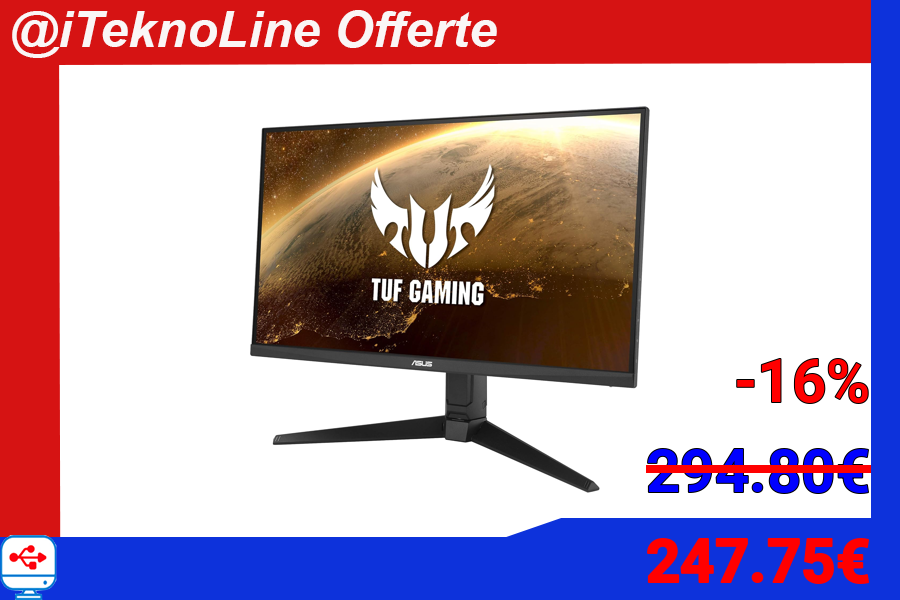 @iTeknoLine Offerte
TUF GAMING
ASUS
-16%
294.80€
247.75€